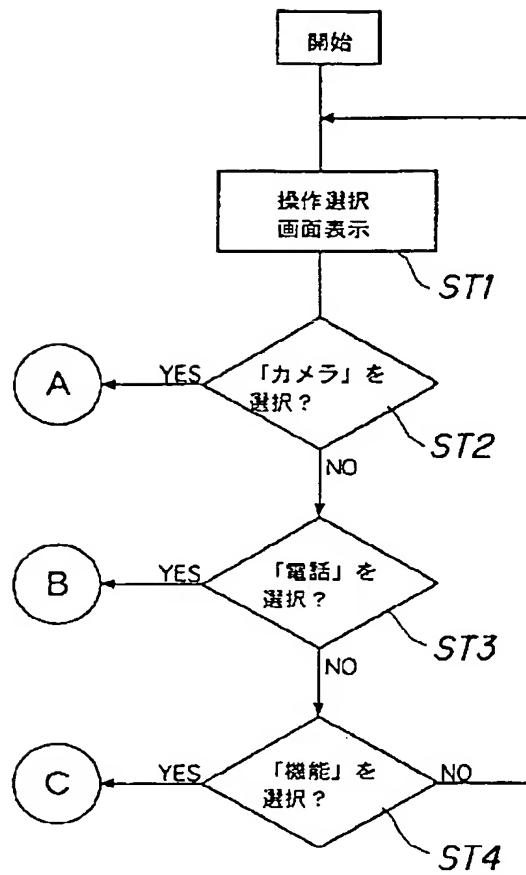 開始
操作選択
画面表示
ST1
「カメラ」を
選択？
YES
A
ST2
NO
「電話」を
選択？
YES
B
ST3
NO
「機能」を
選択？
YES
C
NO
ST4